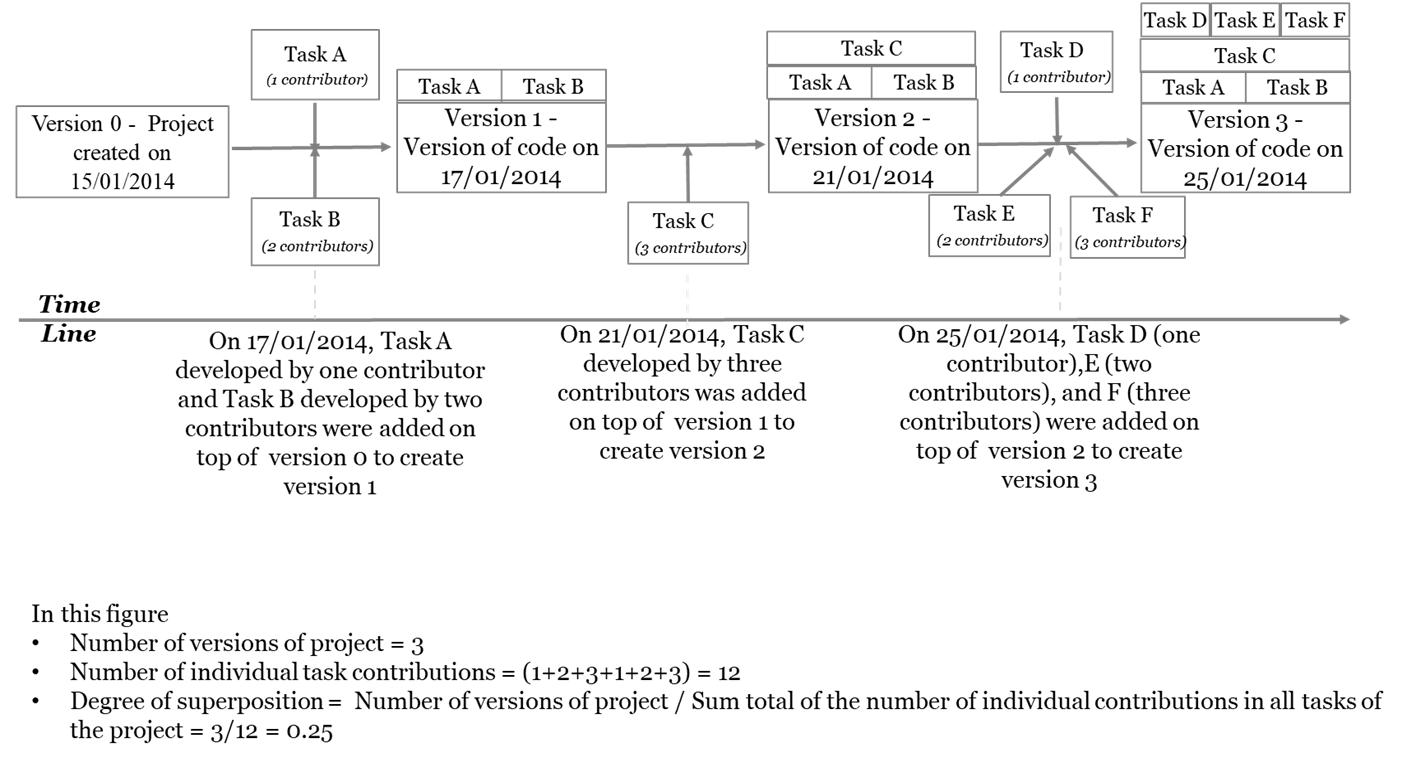 Task A
(1 contributor)
Version 0 - Project
created on
15/01/2014
Task B
(2 contributors)
Task A Task B
Version 1 -
Version of code on
17/01/2014
Task C
(3 contributors)
Task C
Task A Task B
Version 2 -
Version of code on
21/01/2014
Task D
(1 contributor)
Task E
(2 contributors)
Task F
(3 contributors)
Task D Task E Task F
Task C
Task A Task B
Version 3 -
Version of code on
25/01/2014
Time
Line
On 17/01/2014, Task A
developed by one contributor
and Task B developed by two
contributors were added on
top of version 0 to create
version 1
On 21/01/2014, Task C
developed by three
contributors was added
on top of version 1 to
create version 2
On 25/01/2014, Task D (one
contributor),E (two
contributors), and F (three
contributors) were added on
top of version 2 to create
version 3
In this figure
• Number of versions of project = 3
• Number of individual task contributions = (1+2+3+1+2+3) = 12
• Degree of superposition = Number of versions of project / Sum total of the number of individual contributions in all tasks of
the project = 3/12 = 0.25